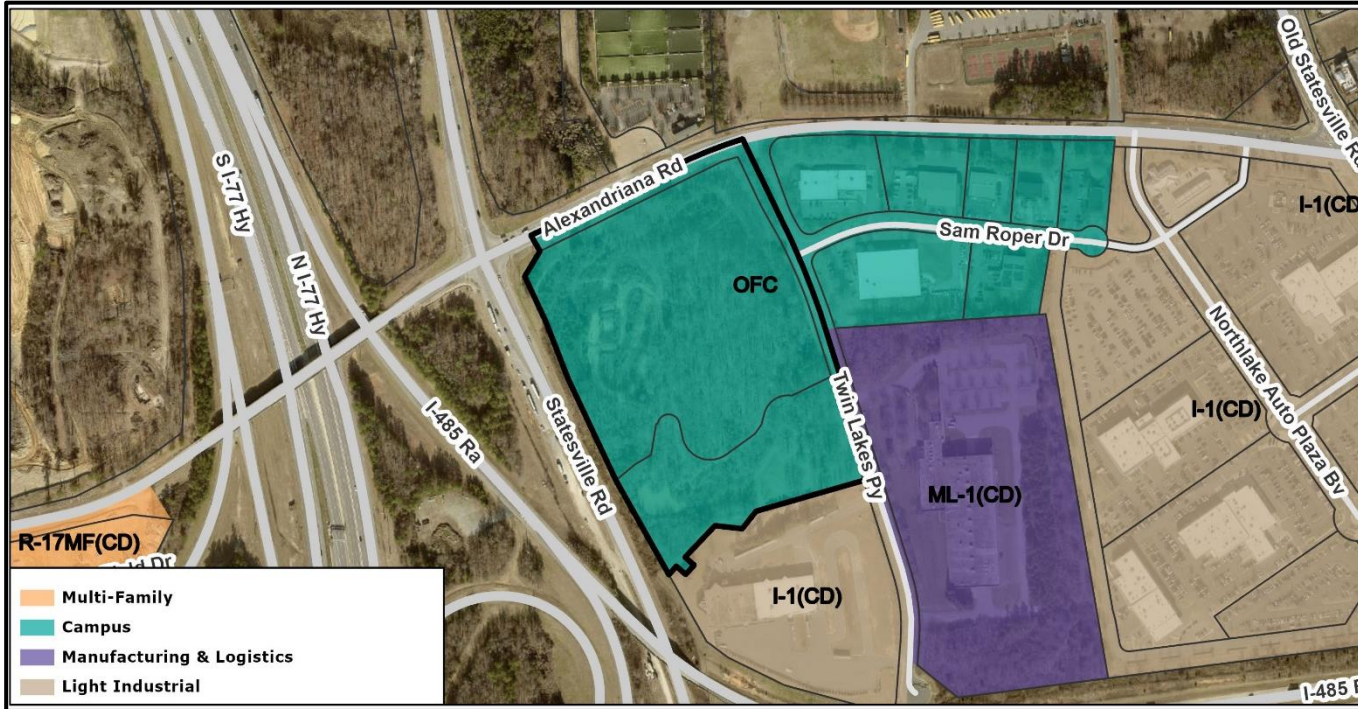 Old Statesville Rd
S I-77 Hy
Alexandriana Rd
I-1(CD
Sam Roper Dr
N I-77 Hy
OFC
Northlake Auto Plaza Bv
Twin Lakes Py
I-485 Ra
Statesville Rd
I-1(CD)
ML-1(CD)
R-17MF(CD)
Dr
I-1(CD)
Multi-Family
Campus
Manufacturing & Logistics
Light Industrial
I-485